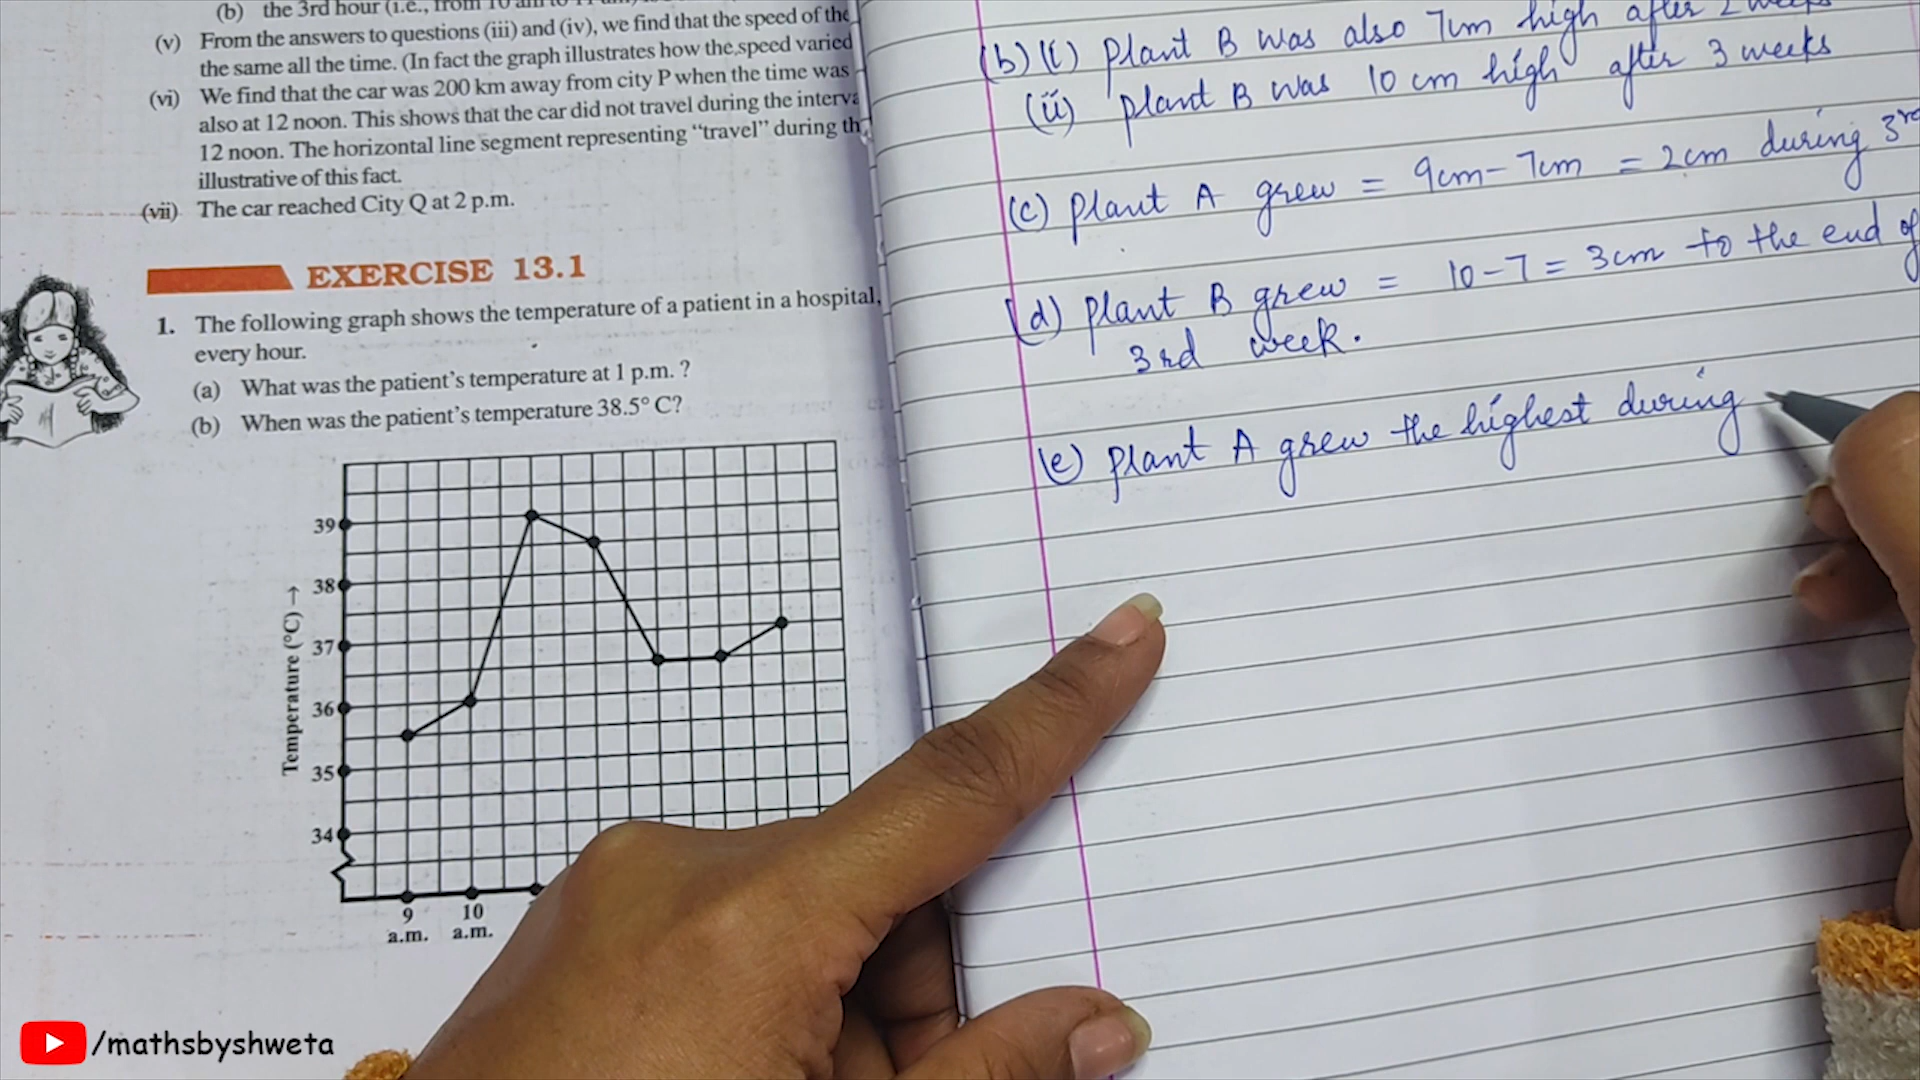 (b) the 3rd hour (i.e., from 10 am to 11 am)
(v) From the answers to questions (iii) and (iv), we find that the speed of the
the same all the time. (In fact the graph illustrates how the speed varied
(vi) We find that the car was 200 km away from city P when the time was
also at 12 noon. This shows that the car did not travel during the interva
12 noon. The horizontal line segment representing “travel” during th
illustrative of this fact.
(vii) The car reached City Q at 2 p.m.
EXERCISE 13.1
1. The following graph shows the temperature of a patient in a hospital,
every hour.
(a) What was the patient’s temperature at 1 p.m. ?
(b) When was the patient’s temperature 38.5° C?
Temperature (°C) →
39
38
37
36
35
34
9 10
a.m. a.m.
(b) (i) Plant B was also 7cm high after 2 weeks
(ii) Plant B was 10 cm high after 3 weeks
(c) Plant A grew = 9cm - 7cm = 2cm during 3rd
(d) Plant B grew = 10 - 7 = 3cm to the end of
3rd week.
(e) Plant A grew the highest during
/mathsbyshweta